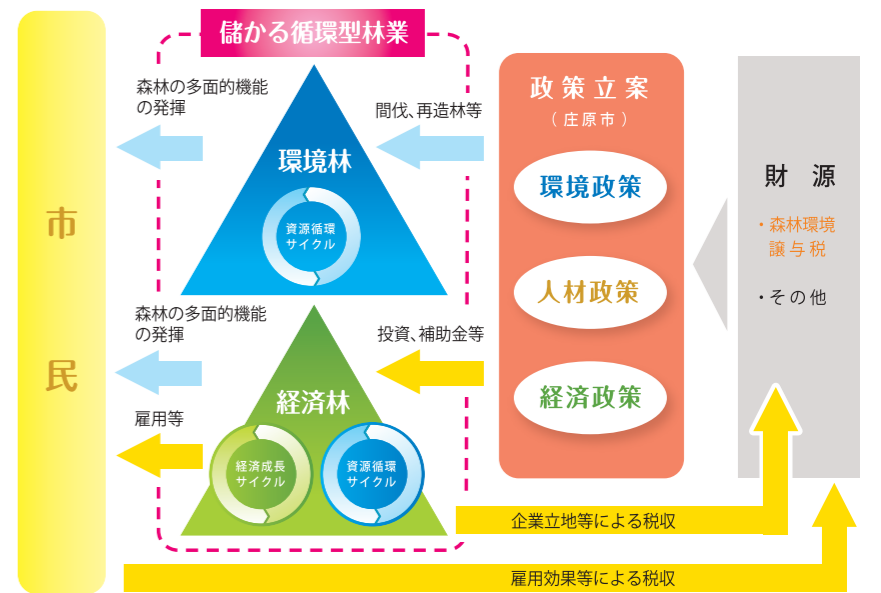 儲かる循環型林業
市民
森林の多面的機能
の発揮
間伐、再造林等
環境林
資源循環
サイクル
森林の多面的機能
の発揮
投資、補助金等
経済林
雇用等
経済成長
サイクル
資源循環
サイクル
政策立案
（庄原市）
環境政策
人材政策
経済政策
財源
・森林環境
譲与税
・その他
企業立地等による税収
雇用効果等による税収